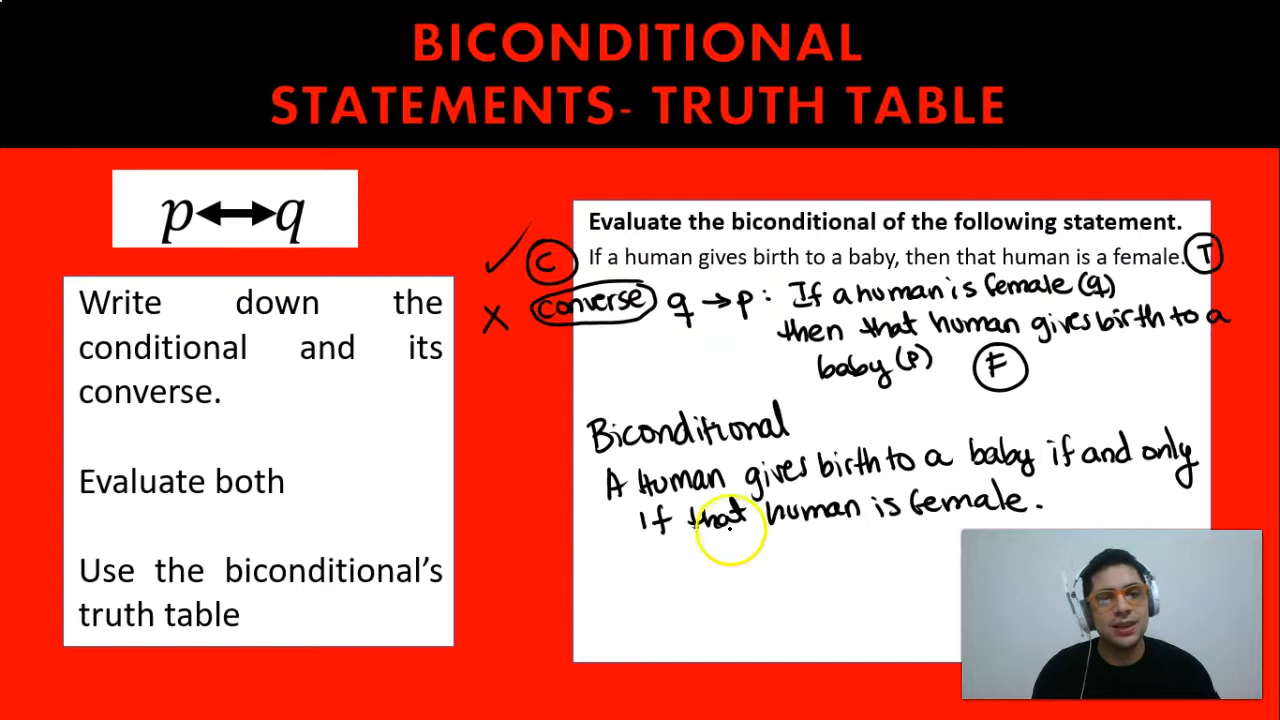 BICONDITIONAL
STATEMENTS- TRUTH TABLE
p↔q
Write down the
conditional and its
converse.
Evaluate both
Use the biconditional's
truth table
Evaluate the biconditional of the following statement.
✓ C If a human gives birth to a baby, then that human is a female. T
X Converse q → p : If a human is female (q)
then that human gives birth to a
baby (p) F
Biconditional
A Human gives birth to a baby if and only
if that human is female.